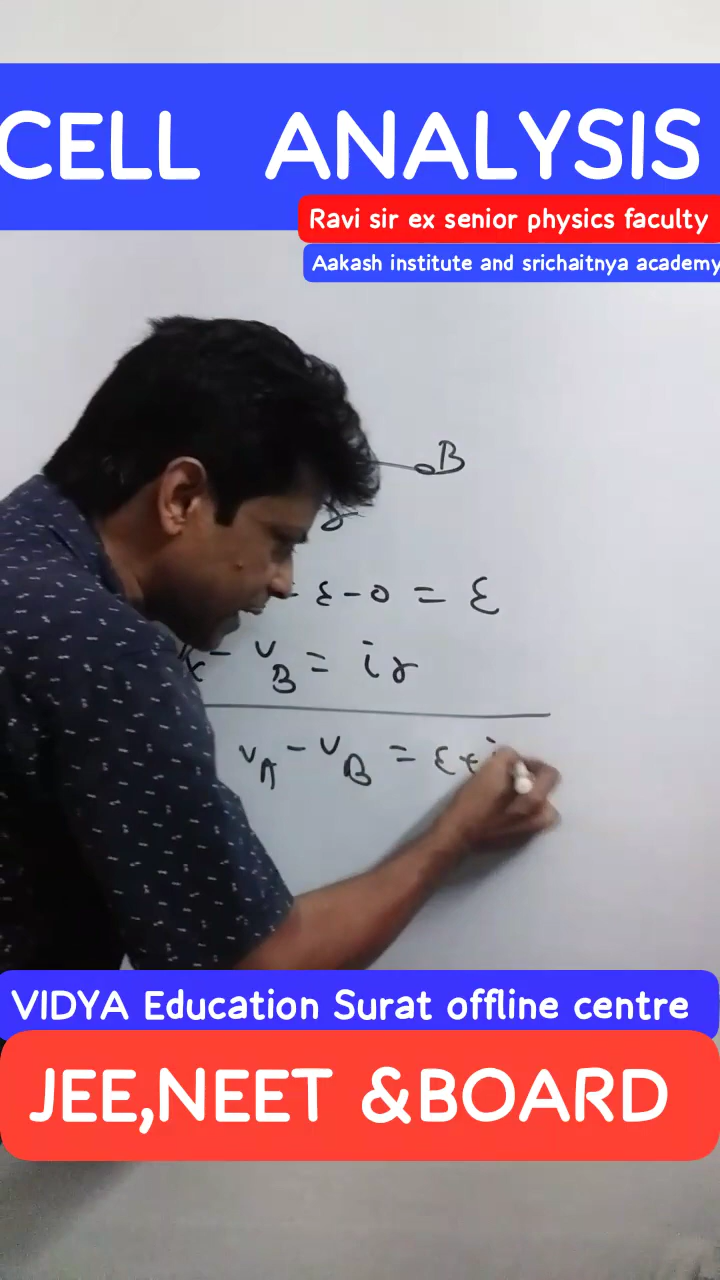 CELL ANALYSIS
Ravi sir ex senior physics faculty
Aakash institute and srichaitnya academy
B
r
- ε - 0 = ε
- V_B = ir
V_A - V_B = ε + i
VIDYA Education Surat offline centre
JEE,NEET &BOARD